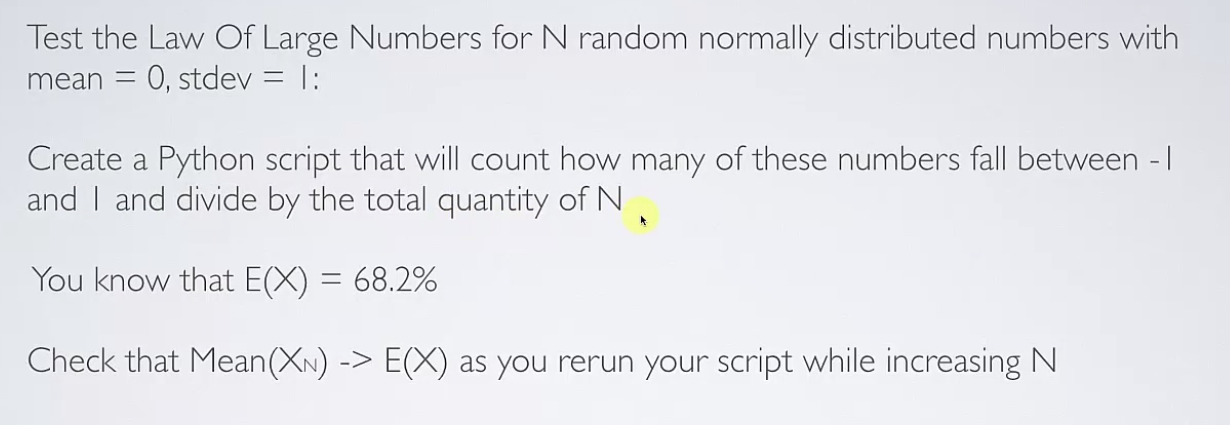 Test the Law Of Large Numbers for N random normally distributed numbers with
mean = 0, stdev = 1:
Create a Python script that will count how many of these numbers fall between -1
and 1 and divide by the total quantity of N
You know that E(X) = 68.2%
Check that Mean(XN) -> E(X) as you rerun your script while increasing N